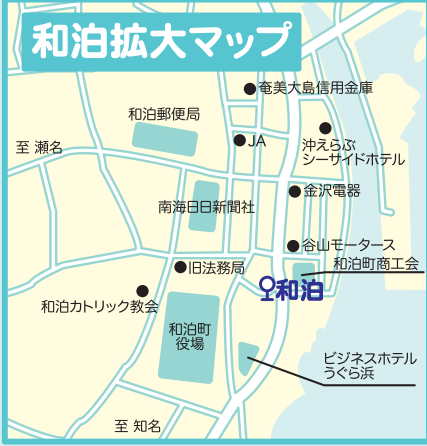 和泊拡大マップ
奄美大島信用金庫
和泊郵便局
JA
沖えらぶ
シーサイドホテル
至 瀬名
金沢電器
南海日日新聞社
谷山モータース
和泊町商工会
旧法務局
和泊
和泊カトリック教会
和泊町
役場
ビジネスホテル
うぐら浜
至 知名